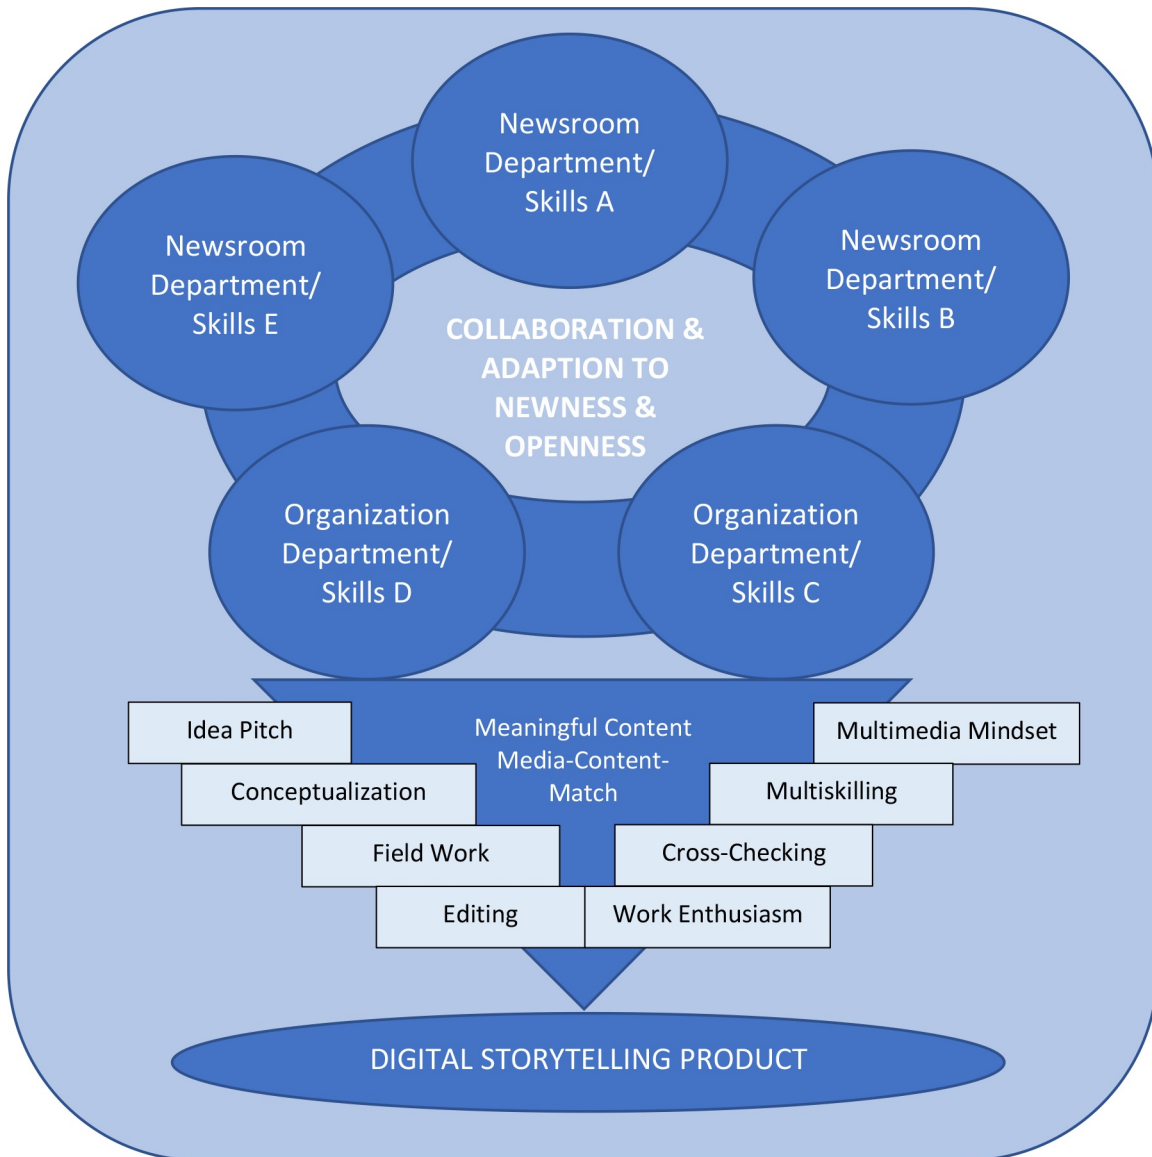 Newsroom
Department/
Skills A
Newsroom
Department/
Skills E
Newsroom
Department/
Skills B
COLLABORATION &
ADAPTION TO
NEWNESS &
OPENNESS
Organization
Department/
Skills D
Organization
Department/
Skills C
Meaningful Content
Media-Content-
Match
Idea Pitch
Conceptualization
Field Work
Editing
Multimedia Mindset
Multiskilling
Cross-Checking
Work Enthusiasm
DIGITAL STORYTELLING PRODUCT